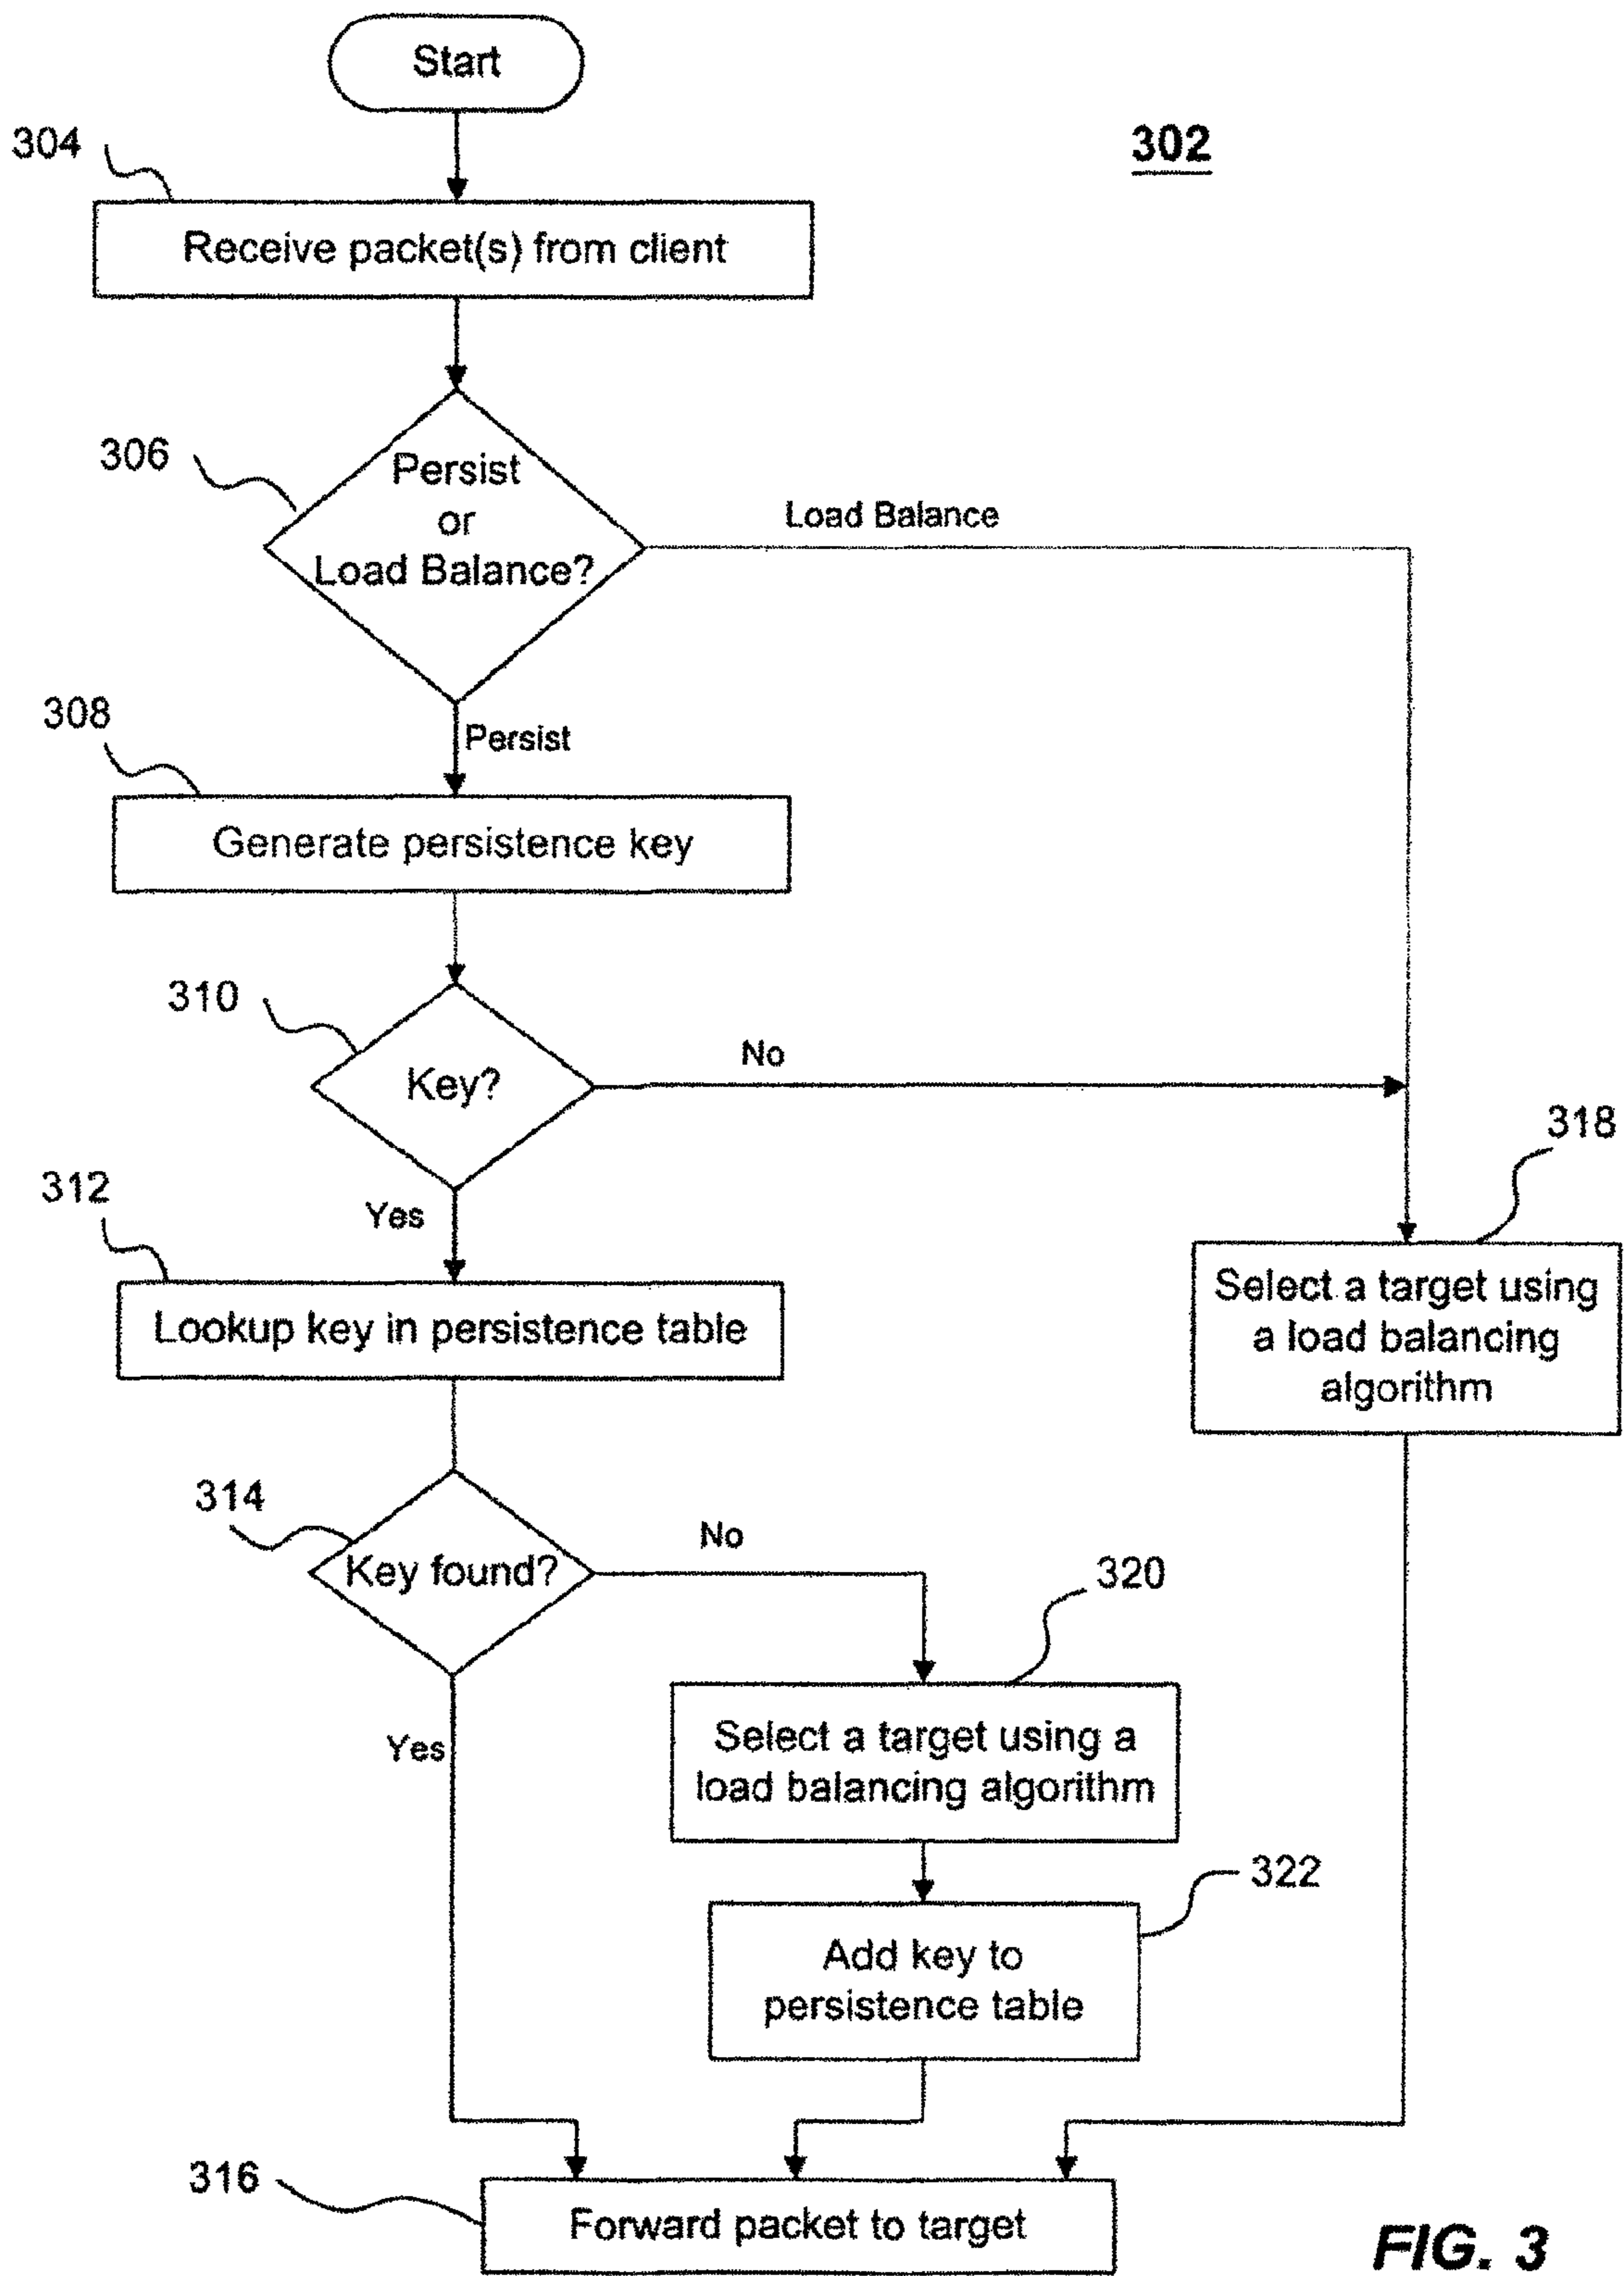 Start
304
302
Receive packet(s) from client
306
Persist
or
Load Balance?
Load Balance
308
Persist
Generate persistence key
310
Key?
No
318
312
Yes
Select a target using
a load balancing
algorithm
Lookup key in persistence table
314
Key found?
No
320
Yes
Select a target using a
load balancing algorithm
322
Add key to
persistence table
316
Forward packet to target
FIG. 3